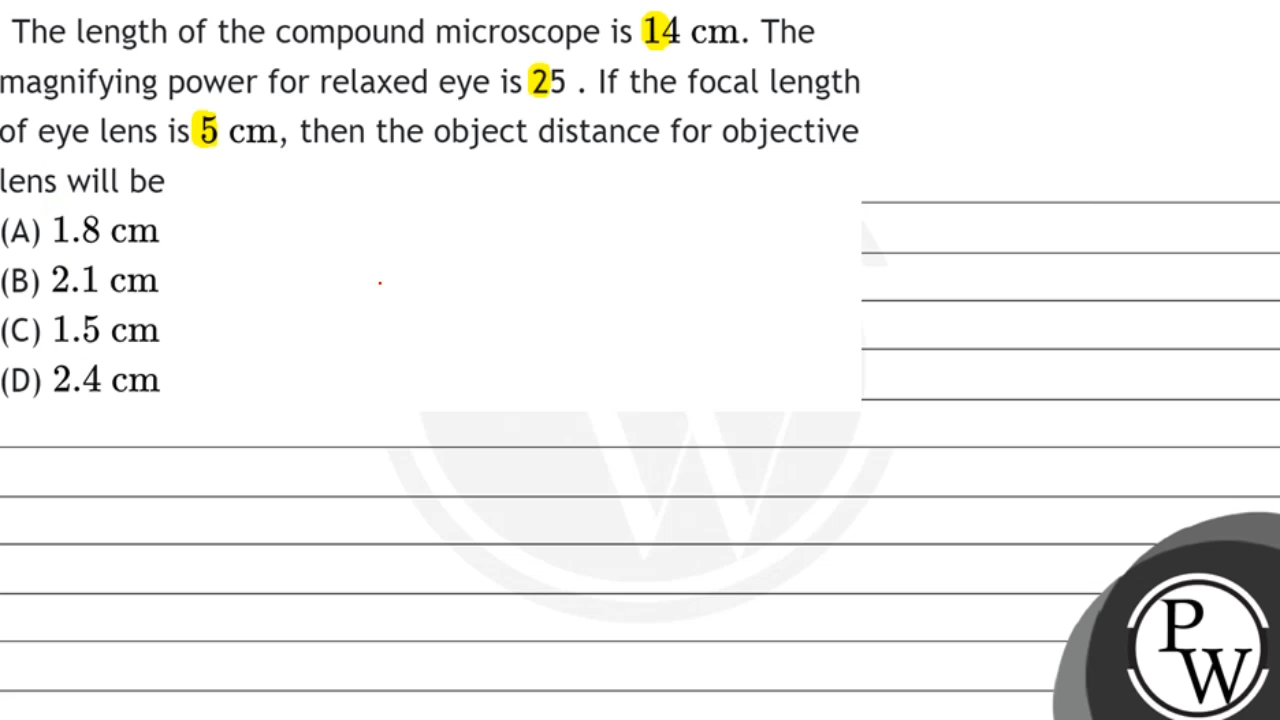 The length of the compound microscope is 14 cm. The
magnifying power for relaxed eye is 25 . If the focal length
of eye lens is 5 cm, then the object distance for objective
lens will be
(A) 1.8 cm
(B) 2.1 cm
(C) 1.5 cm
(D) 2.4 cm
P
W